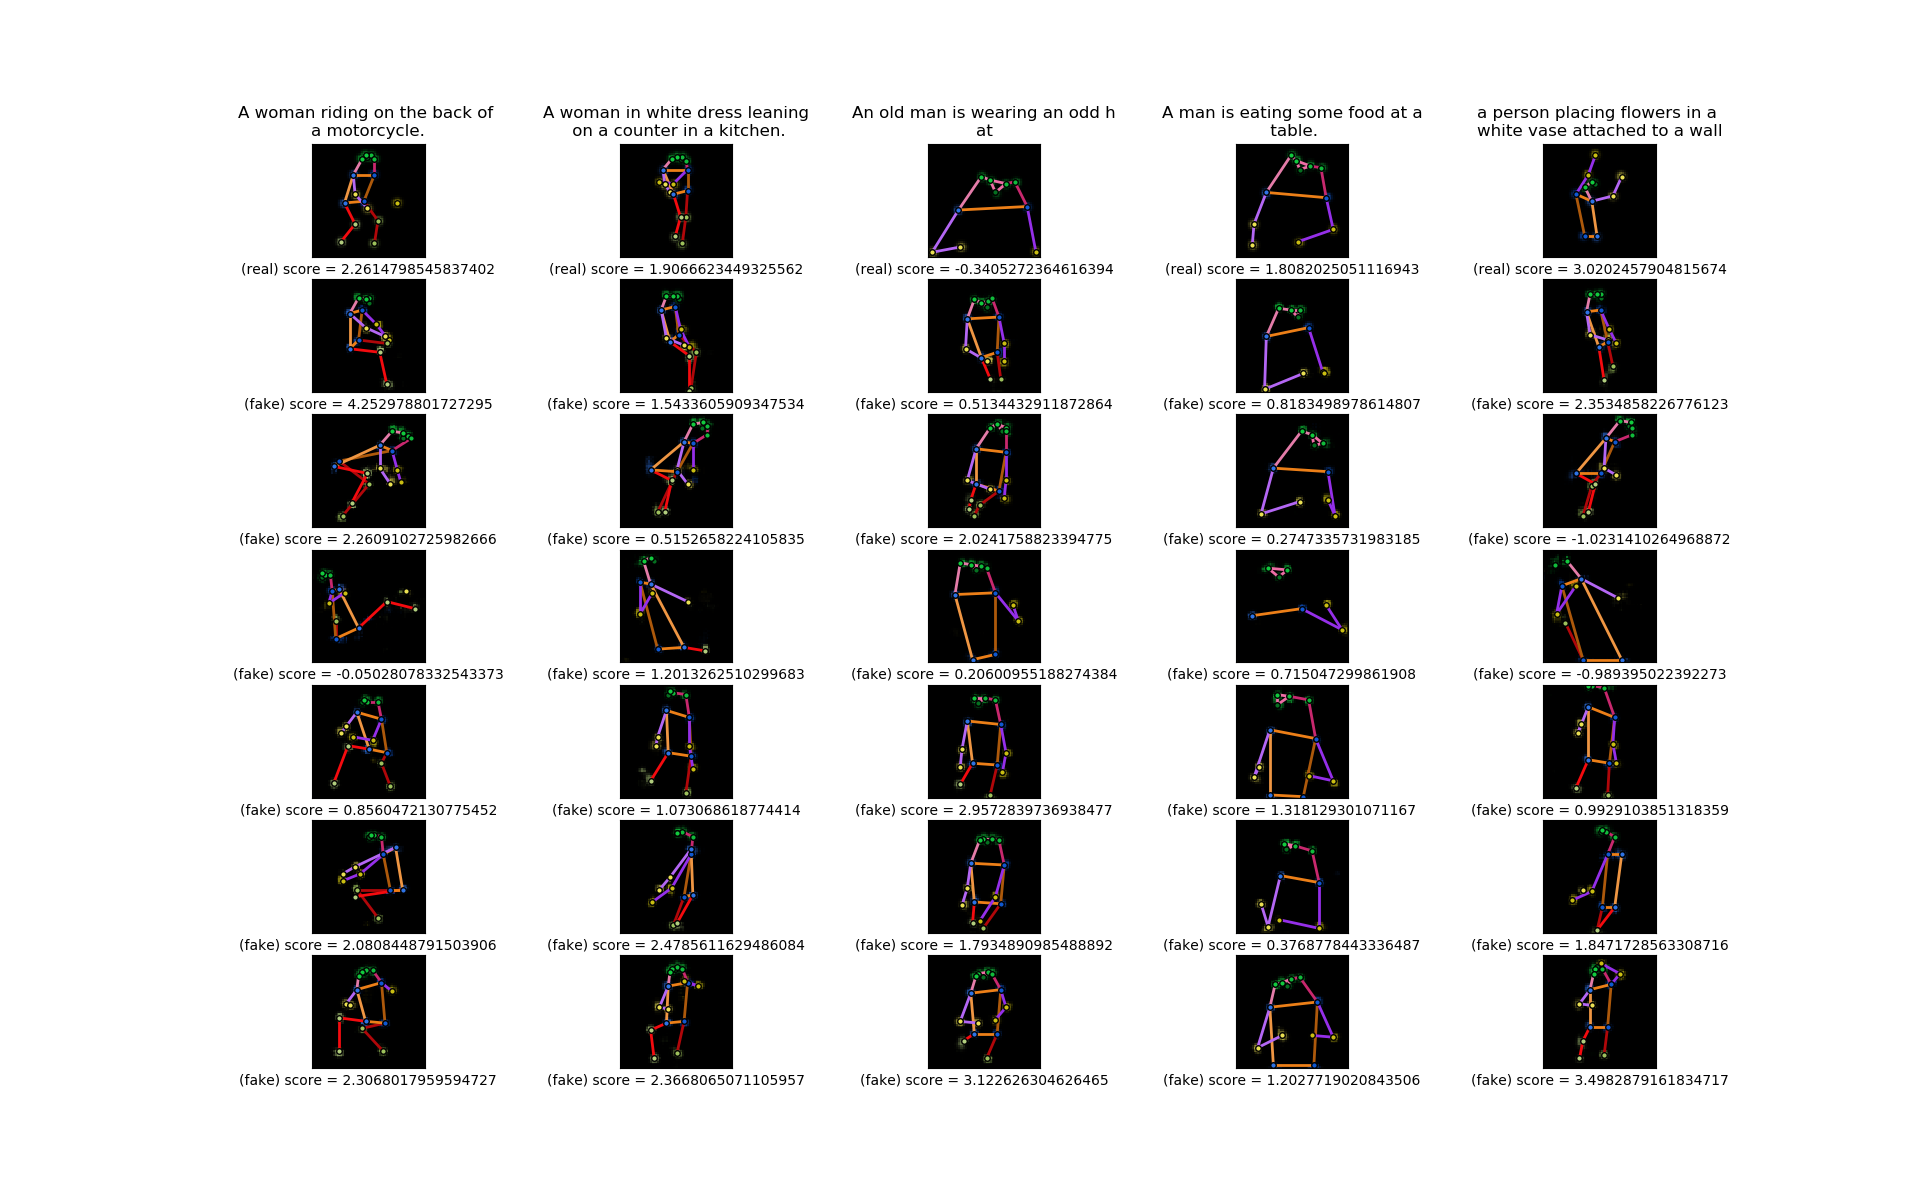 A woman riding on the back of
a motorcycle.
A woman in white dress leaning
on a counter in a kitchen.
An old man is wearing an odd h
at
A man is eating some food at a
table.
a person placing flowers in a
white vase attached to a wall
(real) score = 2.2614798545837402
(real) score = 1.9066623449325562
(real) score = -0.3405272364616394
(real) score = 1.8082025051116943
(real) score = 3.0202457904815674
(fake) score = 4.252978801727295
(fake) score = 1.5433605909347534
(fake) score = 0.5134432911872864
(fake) score = 0.8183498978614807
(fake) score = 2.3534858226776123
(fake) score = 2.2609102725982666
(fake) score = 0.5152658224105835
(fake) score = 2.0241758823394775
(fake) score = 0.2747335731983185
(fake) score = -1.0231410264968872
(fake) score = -0.05028078332543373
(fake) score = 1.2013262510299683
(fake) score = 0.20600955188274384
(fake) score = 0.715047299861908
(fake) score = -0.989395022392273
(fake) score = 0.8560472130775452
(fake) score = 1.073068618774414
(fake) score = 2.9572839736938477
(fake) score = 1.318129301071167
(fake) score = 0.9929103851318359
(fake) score = 2.0808448791503906
(fake) score = 2.4785611629486084
(fake) score = 1.7934890985488892
(fake) score = 0.3768778443336487
(fake) score = 1.8471728563308716
(fake) score = 2.3068017959594727
(fake) score = 2.3668065071105957
(fake) score = 3.122626304626465
(fake) score = 1.2027719020843506
(fake) score = 3.4982879161834717